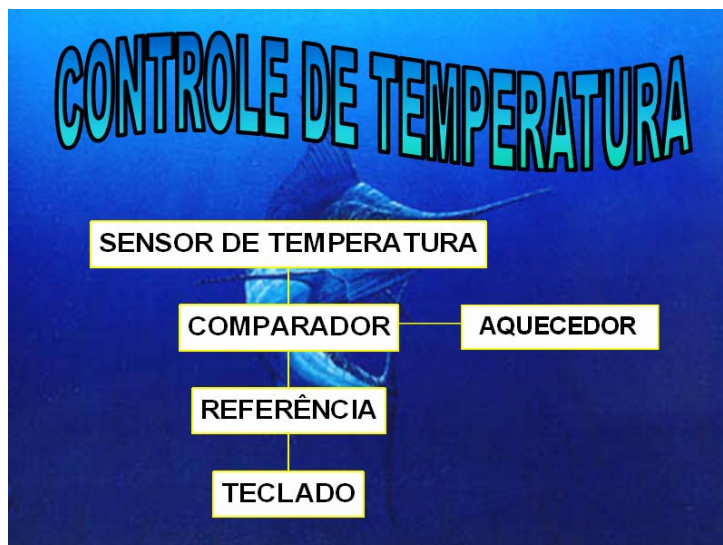 CONTROLE DE TEMPERATURA
SENSOR DE TEMPERATURA
COMPARADOR
AQUECEDOR
REFERÊNCIA
TECLADO